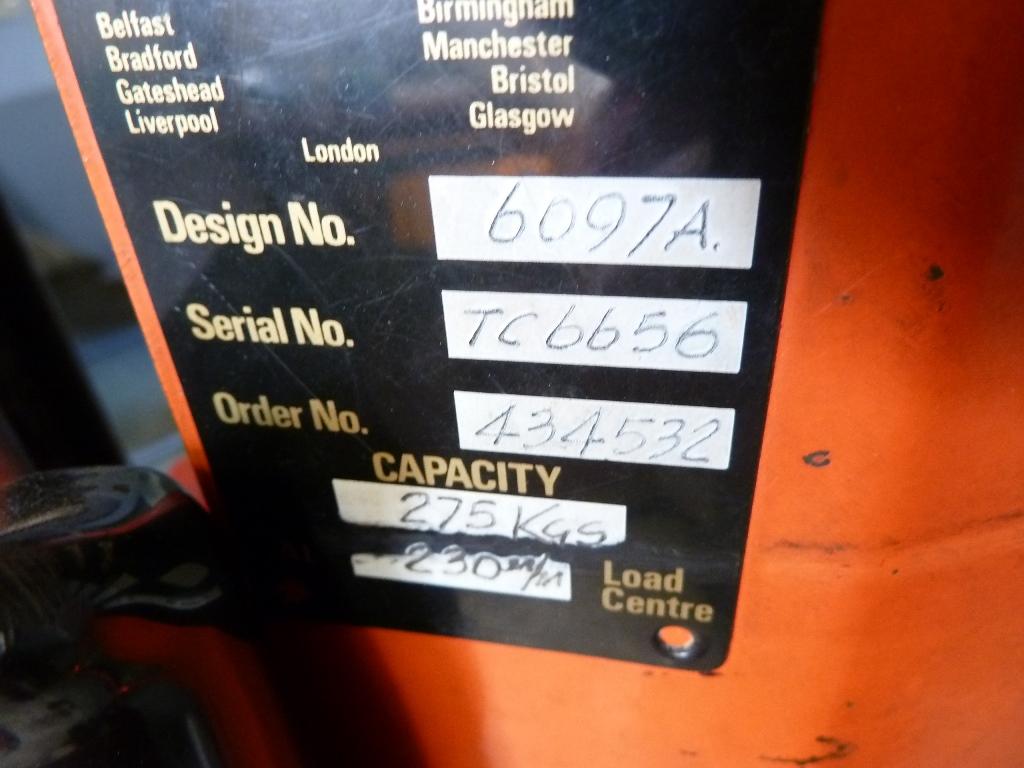 Belfast Birmingham
Bradford Manchester
Gateshead Bristol
Liverpool Glasgow
London
Design No. 6097A.
Serial No. TC6656
Order No. 434532
CAPACITY
275 KGS
230 M/M Load
Centre